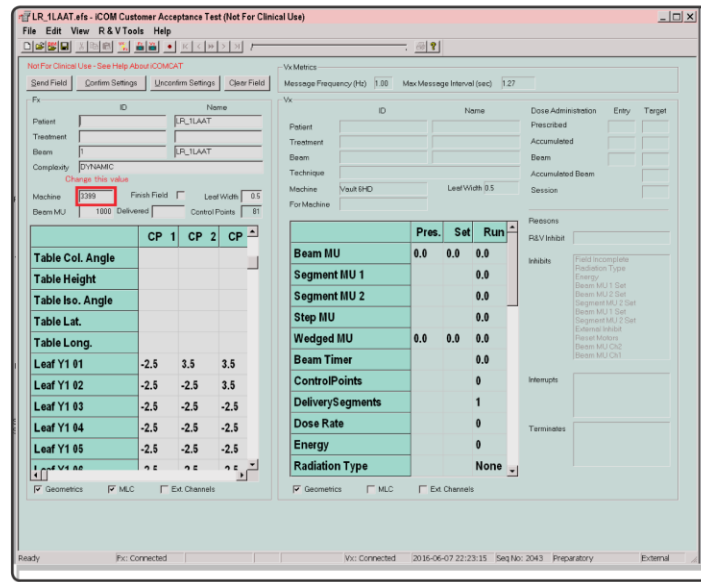 LR_1LAAT.efs - iCOM Customer Acceptance Test (Not For Clinical Use)
File Edit View R & V Tools Help
Not For Clinical Use - See Help About iCOMCAT
Send Field Confirm Settings Unconfirm Settings Clear Field
Fx
ID Name
Patient LR_1LAAT
Treatment
Beam 1 LR_1LAAT
Complexity DYNAMIC
Change this value
Machine 3399 Finish Field Leaf Width 0.5
Beam MU 1000 Delivered Control Points 81
CP 1 CP 2 CP
Table Col. Angle
Table Height
Table Iso. Angle
Table Lat.
Table Long.
Leaf Y1 01 -2.5 3.5 3.5
Leaf Y1 02 -2.5 -2.5 3.5
Leaf Y1 03 -2.5 -2.5 -2.5
Leaf Y1 04 -2.5 -2.5 -2.5
Leaf Y1 05 -2.5 -2.5 -2.5
Geometrics MLC Ext. Channels
Vx Metrics
Message Frequency (Hz) 1.00 Max Message Interval (sec) 1.27
Vx
ID Name
Patient
Treatment
Beam
Technique
Machine Vault 6HD Leaf Width 0.5
For Machine
Dose Administration Entry Target
Prescribed
Accumulated
Beam
Accumulated Beam
Session
Pres. Set Run
Beam MU 0.0 0.0 0.0
Segment MU 1 0.0
Segment MU 2 0.0
Step MU 0.0
Wedged MU 0.0 0.0 0.0
Beam Timer 0.0
ControlPoints 0
DeliverySegments 1
Dose Rate 0
Energy 0
Radiation Type None
Geometrics MLC Ext. Channels
Reasons
R&V Inhibit
Inhibits
Field Incomplete
Radiation Type
Energy
Beam MU 1 Set
Beam MU 2 Set
Segment MU 2 Set
Beam MU 1 Set
Segment MU 2 Set
External Inhibit
Reset Motors
Beam MU Ch2
Beam MU Ch1
Interrupts
Terminates
Ready Fx: Connected Vx: Connected 2016-06-07 22:23:15 Seq No: 2043 Preparatory External